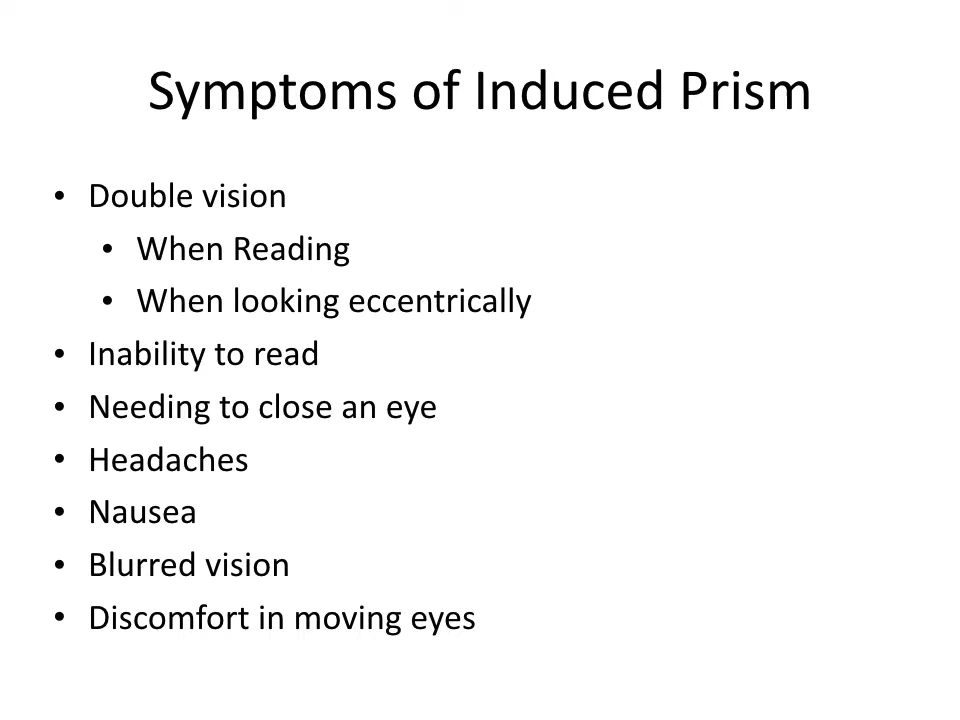 Symptoms of Induced Prism
• Double vision
• When Reading
• When looking eccentrically
• Inability to read
• Needing to close an eye
• Headaches
• Nausea
• Blurred vision
• Discomfort in moving eyes